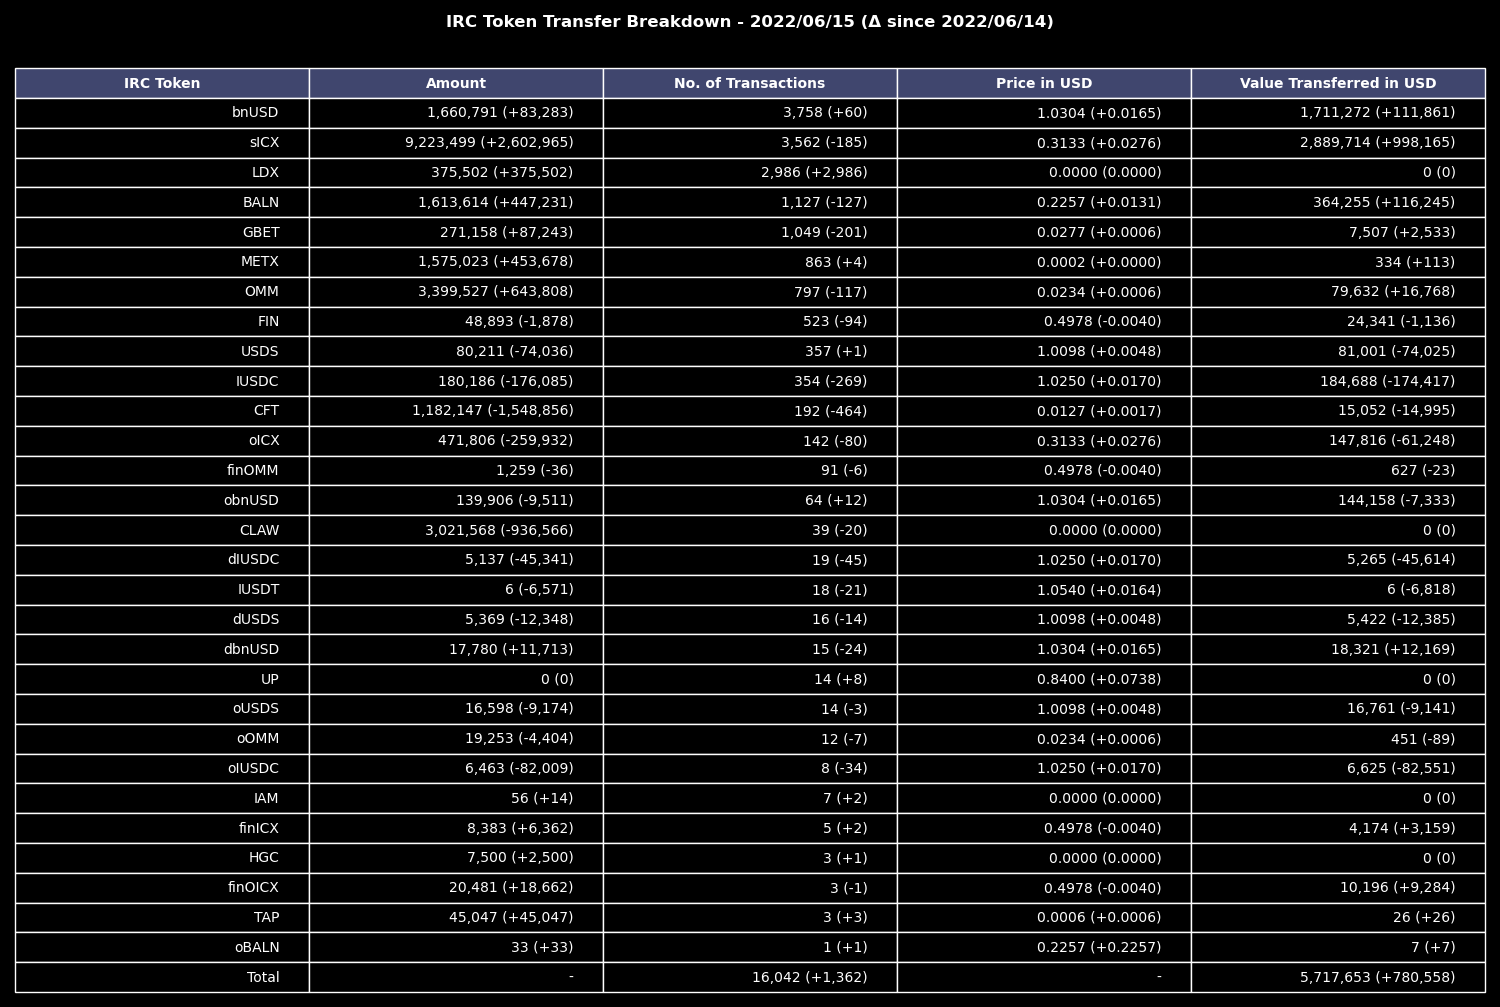 IRC Token Transfer Breakdown - 2022/06/15 (Δ since 2022/06/14)
IRC Token Amount No. of Transactions Price in USD Value Transferred in USD
bnUSD 1,660,791 (+83,283) 3,758 (+60) 1.0304 (+0.0165) 1,711,272 (+111,861)
sICX 9,223,499 (+2,602,965) 3,562 (-185) 0.3133 (+0.0276) 2,889,714 (+998,165)
LDX 375,502 (+375,502) 2,986 (+2,986) 0.0000 (0.0000) 0 (0)
BALN 1,613,614 (+447,231) 1,127 (-127) 0.2257 (+0.0131) 364,255 (+116,245)
GBET 271,158 (+87,243) 1,049 (-201) 0.0277 (+0.0006) 7,507 (+2,533)
METX 1,575,023 (+453,678) 863 (+4) 0.0002 (+0.0000) 334 (+113)
OMM 3,399,527 (+643,808) 797 (-117) 0.0234 (+0.0006) 79,632 (+16,768)
FIN 48,893 (-1,878) 523 (-94) 0.4978 (-0.0040) 24,341 (-1,136)
USDS 80,211 (-74,036) 357 (+1) 1.0098 (+0.0048) 81,001 (-74,025)
IUSDC 180,186 (-176,085) 354 (-269) 1.0250 (+0.0170) 184,688 (-174,417)
CFT 1,182,147 (-1,548,856) 192 (-464) 0.0127 (+0.0017) 15,052 (-14,995)
oICX 471,806 (-259,932) 142 (-80) 0.3133 (+0.0276) 147,816 (-61,248)
finOMM 1,259 (-36) 91 (-6) 0.4978 (-0.0040) 627 (-23)
obnUSD 139,906 (-9,511) 64 (+12) 1.0304 (+0.0165) 144,158 (-7,333)
CLAW 3,021,568 (-936,566) 39 (-20) 0.0000 (0.0000) 0 (0)
dIUSDC 5,137 (-45,341) 19 (-45) 1.0250 (+0.0170) 5,265 (-45,614)
IUSDT 6 (-6,571) 18 (-21) 1.0540 (+0.0164) 6 (-6,818)
dUSDS 5,369 (-12,348) 16 (-14) 1.0098 (+0.0048) 5,422 (-12,385)
dbnUSD 17,780 (+11,713) 15 (-24) 1.0304 (+0.0165) 18,321 (+12,169)
UP 0 (0) 14 (+8) 0.8400 (+0.0738) 0 (0)
oUSDS 16,598 (-9,174) 14 (-3) 1.0098 (+0.0048) 16,761 (-9,141)
oOMM 19,253 (-4,404) 12 (-7) 0.0234 (+0.0006) 451 (-89)
oIUSDC 6,463 (-82,009) 8 (-34) 1.0250 (+0.0170) 6,625 (-82,551)
IAM 56 (+14) 7 (+2) 0.0000 (0.0000) 0 (0)
finICX 8,383 (+6,362) 5 (+2) 0.4978 (-0.0040) 4,174 (+3,159)
HGC 7,500 (+2,500) 3 (+1) 0.0000 (0.0000) 0 (0)
finOICX 20,481 (+18,662) 3 (-1) 0.4978 (-0.0040) 10,196 (+9,284)
TAP 45,047 (+45,047) 3 (+3) 0.0006 (+0.0006) 26 (+26)
oBALN 33 (+33) 1 (+1) 0.2257 (+0.2257) 7 (+7)
Total - 16,042 (+1,362) - 5,717,653 (+780,558)